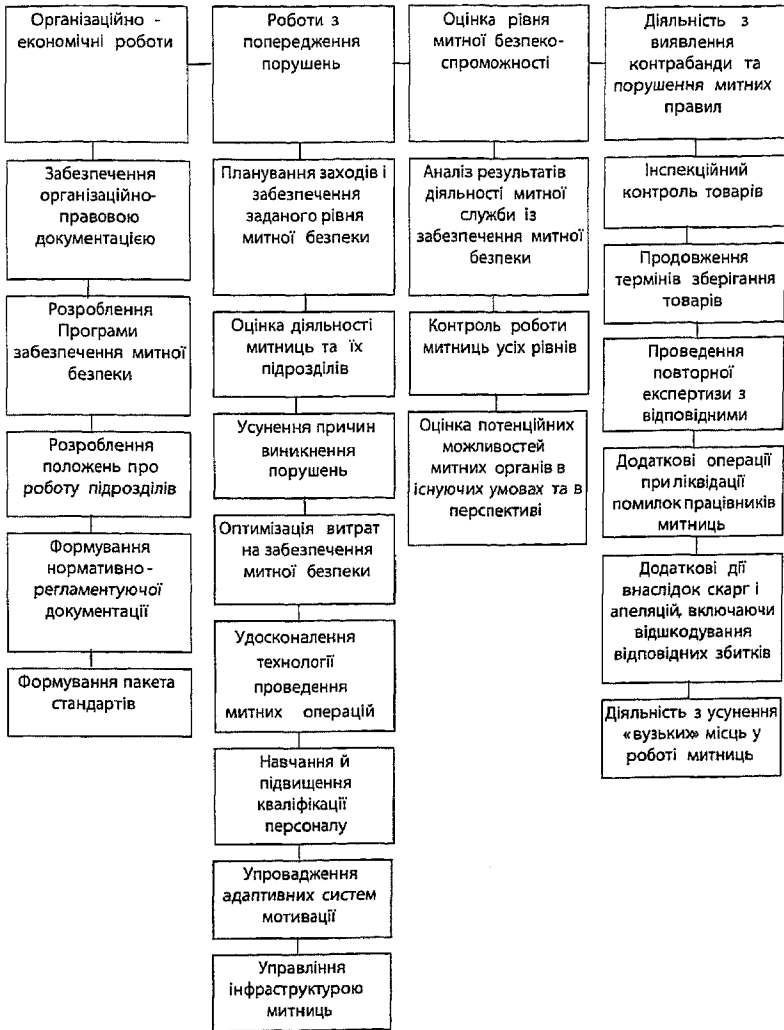 Організаційно -
економічні роботи
Забезпечення
організаційно-
правовою
документацією
Розроблення
Програми
забезпечення митної
безпеки
Розроблення
положень про
роботу підрозділів
Формування
нормативно-
регламентуючої
документації
Формування пакета
стандартів
Роботи з
попередження
порушень
Планування заходів і
забезпечення
заданого рівня
митної безпеки
Оцінка діяльності
митниць та їх
підрозділів
Усунення причин
виникнення
порушень
Оптимізація витрат
на забезпечення
митної безпеки
Удосконалення
технології
проведення
митних операцій
Навчання й
підвищення
кваліфікації
персоналу
Упровадження
адаптивних систем
мотивації
Управління
інфраструктурою
митниць
Оцінка рівня
митної безпеко-
спроможності
Аналіз результатів
діяльності митної
служби із
забезпечення митної
безпеки
Контроль роботи
митниць усіх рівнів
Оцінка потенційних
можливостей
митних органів в
існуючих умовах та в
перспективі
Діяльність з
виявлення
контрабанди та
порушення митних
правил
Інспекційний
контроль товарів
Продовження
термінів зберігання
товарів
Проведення
повторної
експертизи з
відповідними
Додаткові операції
при ліквідації
помилок працівників
митниць
Додаткові дії
внаслідок скарг і
апеляцій, включаючи
відшкодування
відповідних збитків
Діяльність з усунення
«вузьких» місць у
роботі митниць